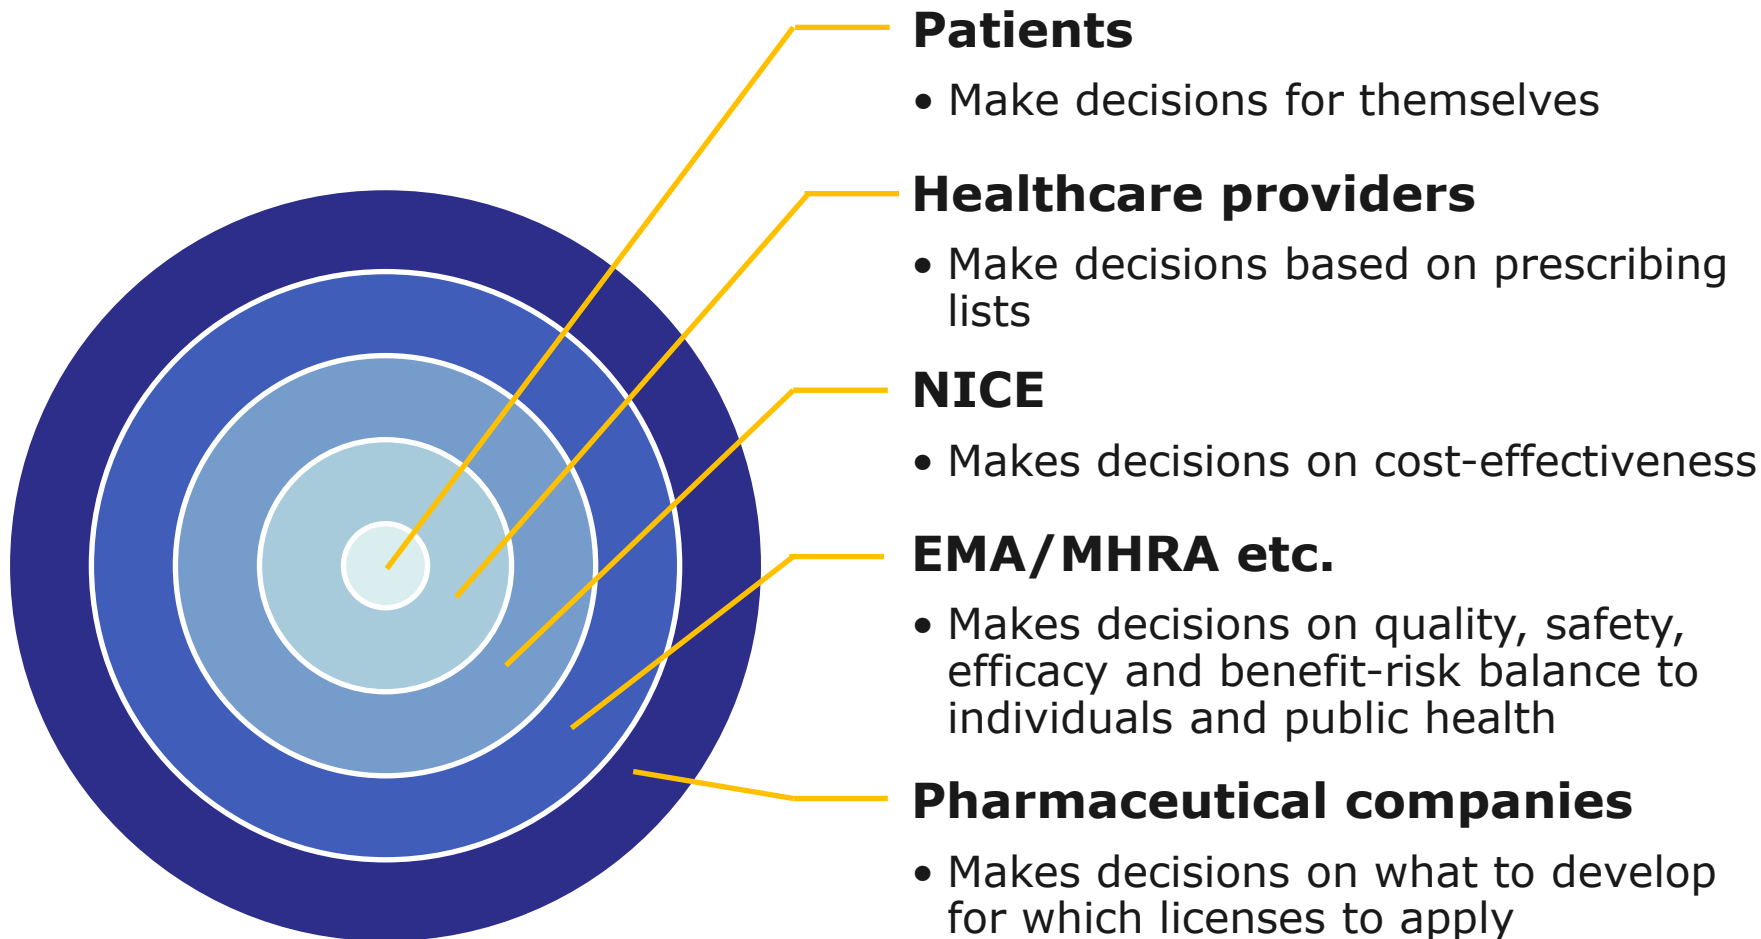 Patients
• Make decisions for themselves
Healthcare providers
• Make decisions based on prescribing
lists
NICE
• Makes decisions on cost-effectiveness
EMA/MHRA etc.
• Makes decisions on quality, safety,
efficacy and benefit-risk balance to
individuals and public health
Pharmaceutical companies
• Makes decisions on what to develop
for which licenses to apply